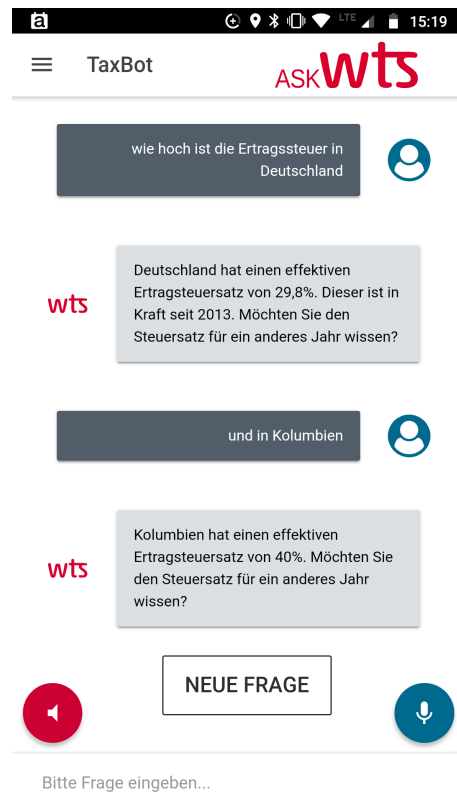 a LTE 15:19
TaxBot ASK wts
wie hoch ist die Ertragssteuer in
Deutschland
Deutschland hat einen effektiven
wts
Ertragsteuersatz von 29,8%. Dieser ist in
Kraft seit 2013. Möchten Sie den
Steuersatz für ein anderes Jahr wissen?
und in Kolumbien
Kolumbien hat einen effektiven
wts
Ertragsteuersatz von 40%. Möchten Sie
den Steuersatz für ein anderes Jahr
wissen?
NEUE FRAGE
Bitte Frage eingeben...